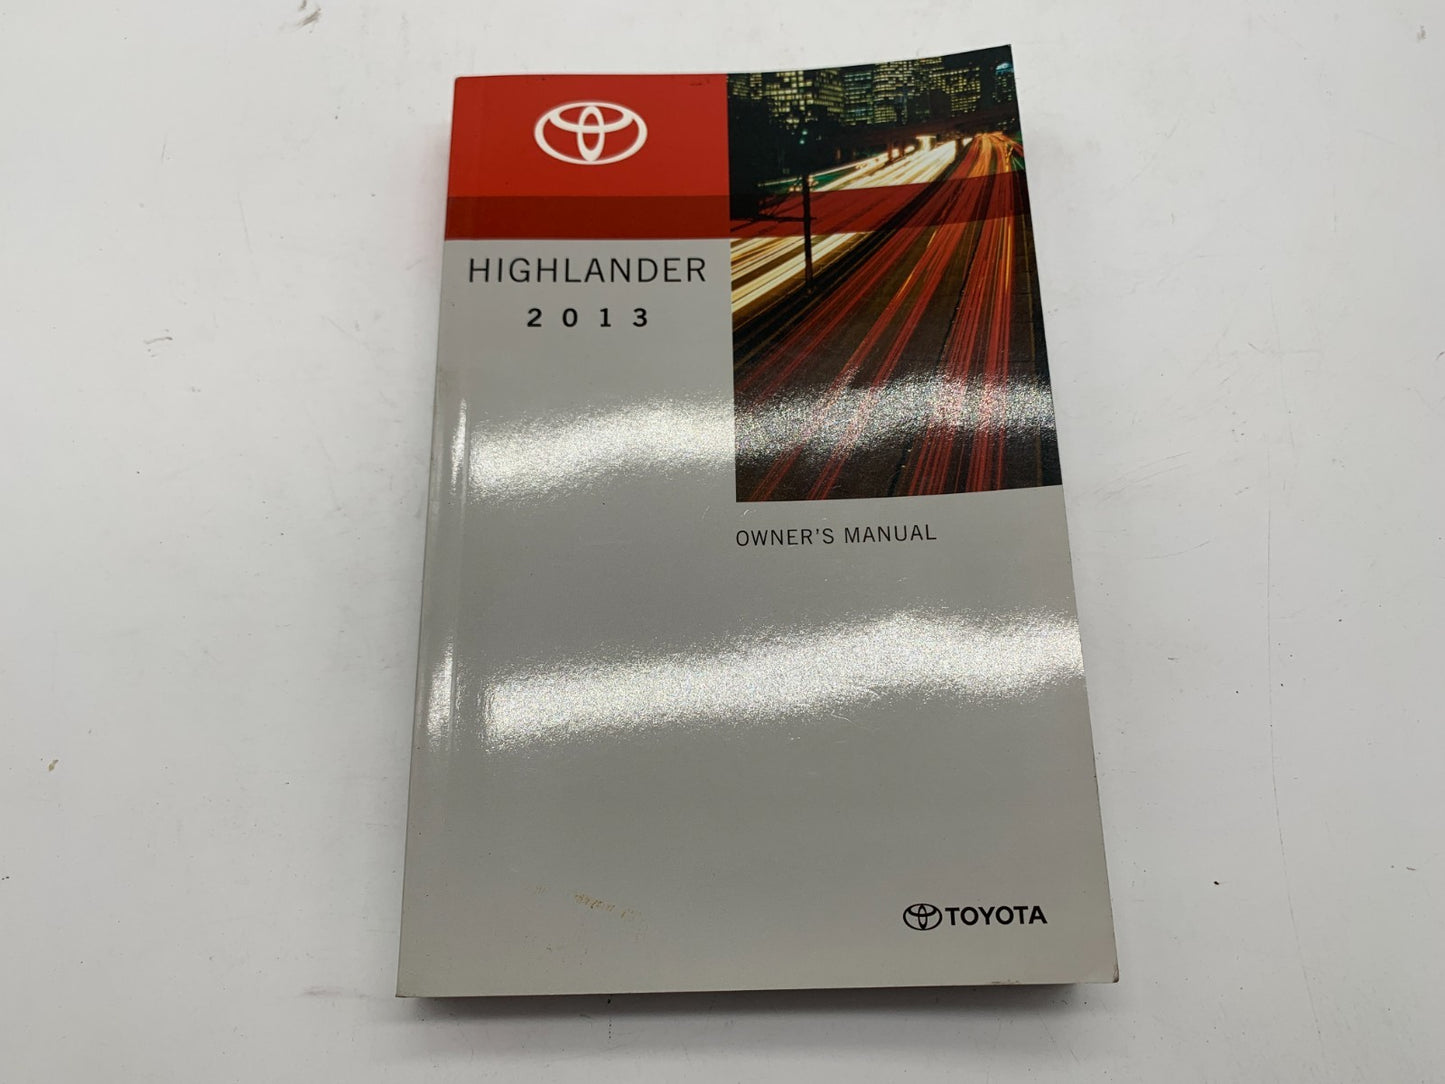 HIGHLANDER
2013
OWNER'S MANUAL
TOYOTA